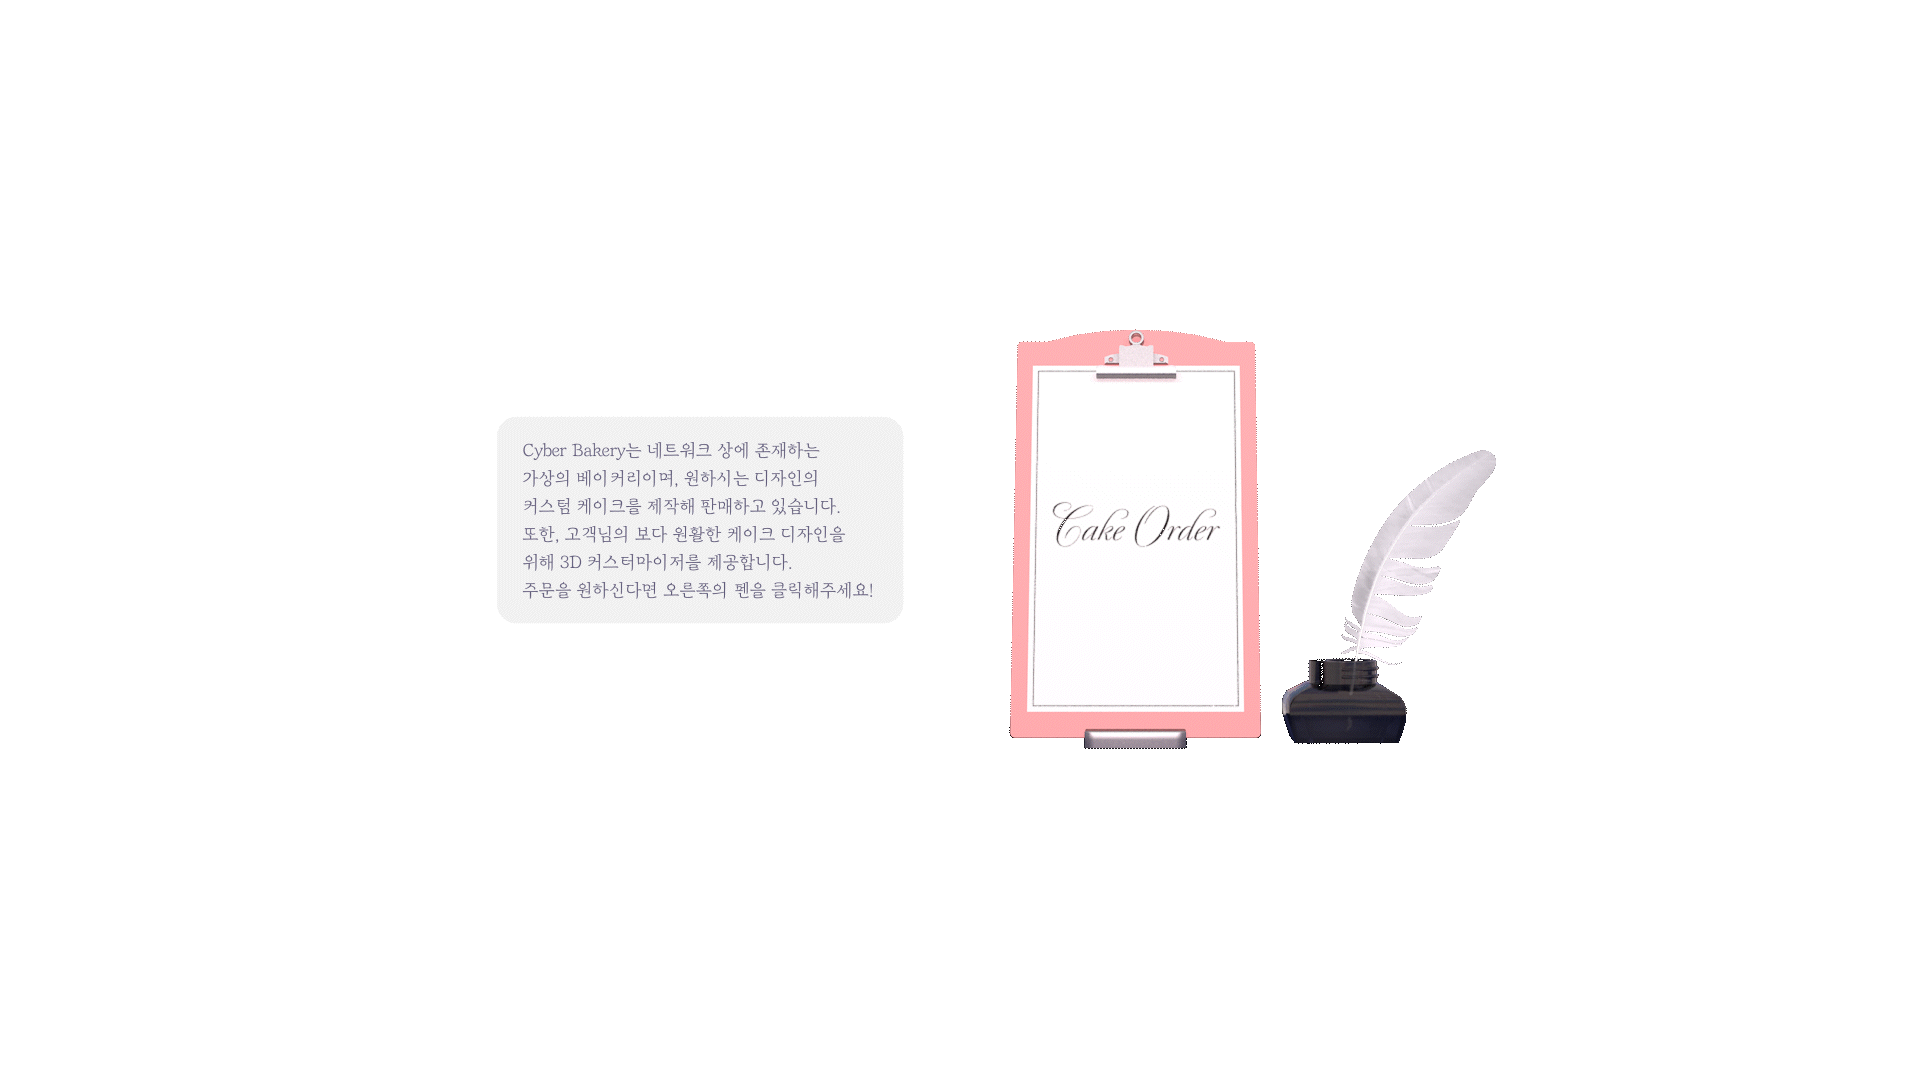 Cyber Bakery는 네트워크 상에 존재하는
가상의 베이커리이며, 원하시는 디자인의
커스텀 케이크를 제작해 판매하고 있습니다.
또한, 고객님의 보다 원활한 케이크 디자인을
위해 3D 커스터마이저를 제공합니다.
주문을 원하신다면 오른쪽의 펜을 클릭해주세요!
Cake Order